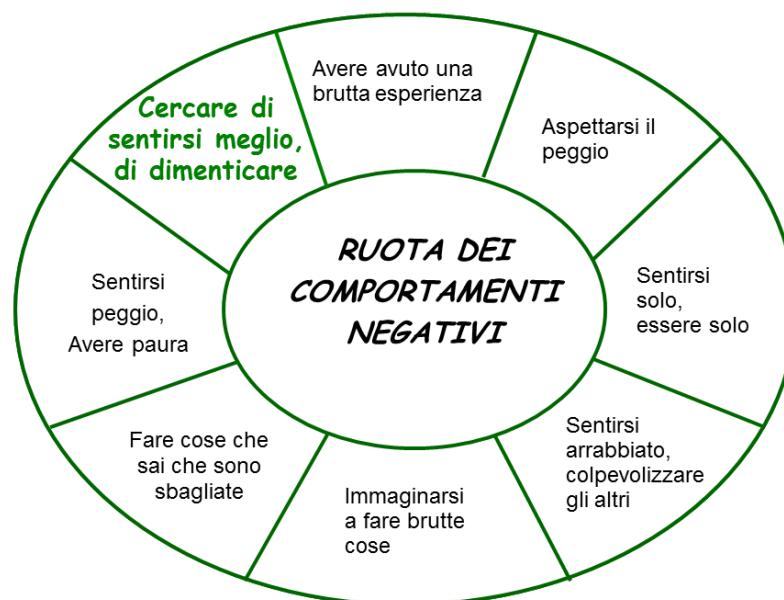 Avere avuto una
brutta esperienza
Aspettarsi il
peggio
Sentirsi
solo,
essere solo
Sentirsi
arrabbiato,
colpevolizzare
gli altri
Immaginarsi
a fare brutte
cose
Fare cose che
sai che sono
sbagliate
Sentirsi
peggio,
Avere paura
Cercare di
sentirsi meglio,
di dimenticare
RUOTA DEI
COMPORTAMENTI
NEGATIVI